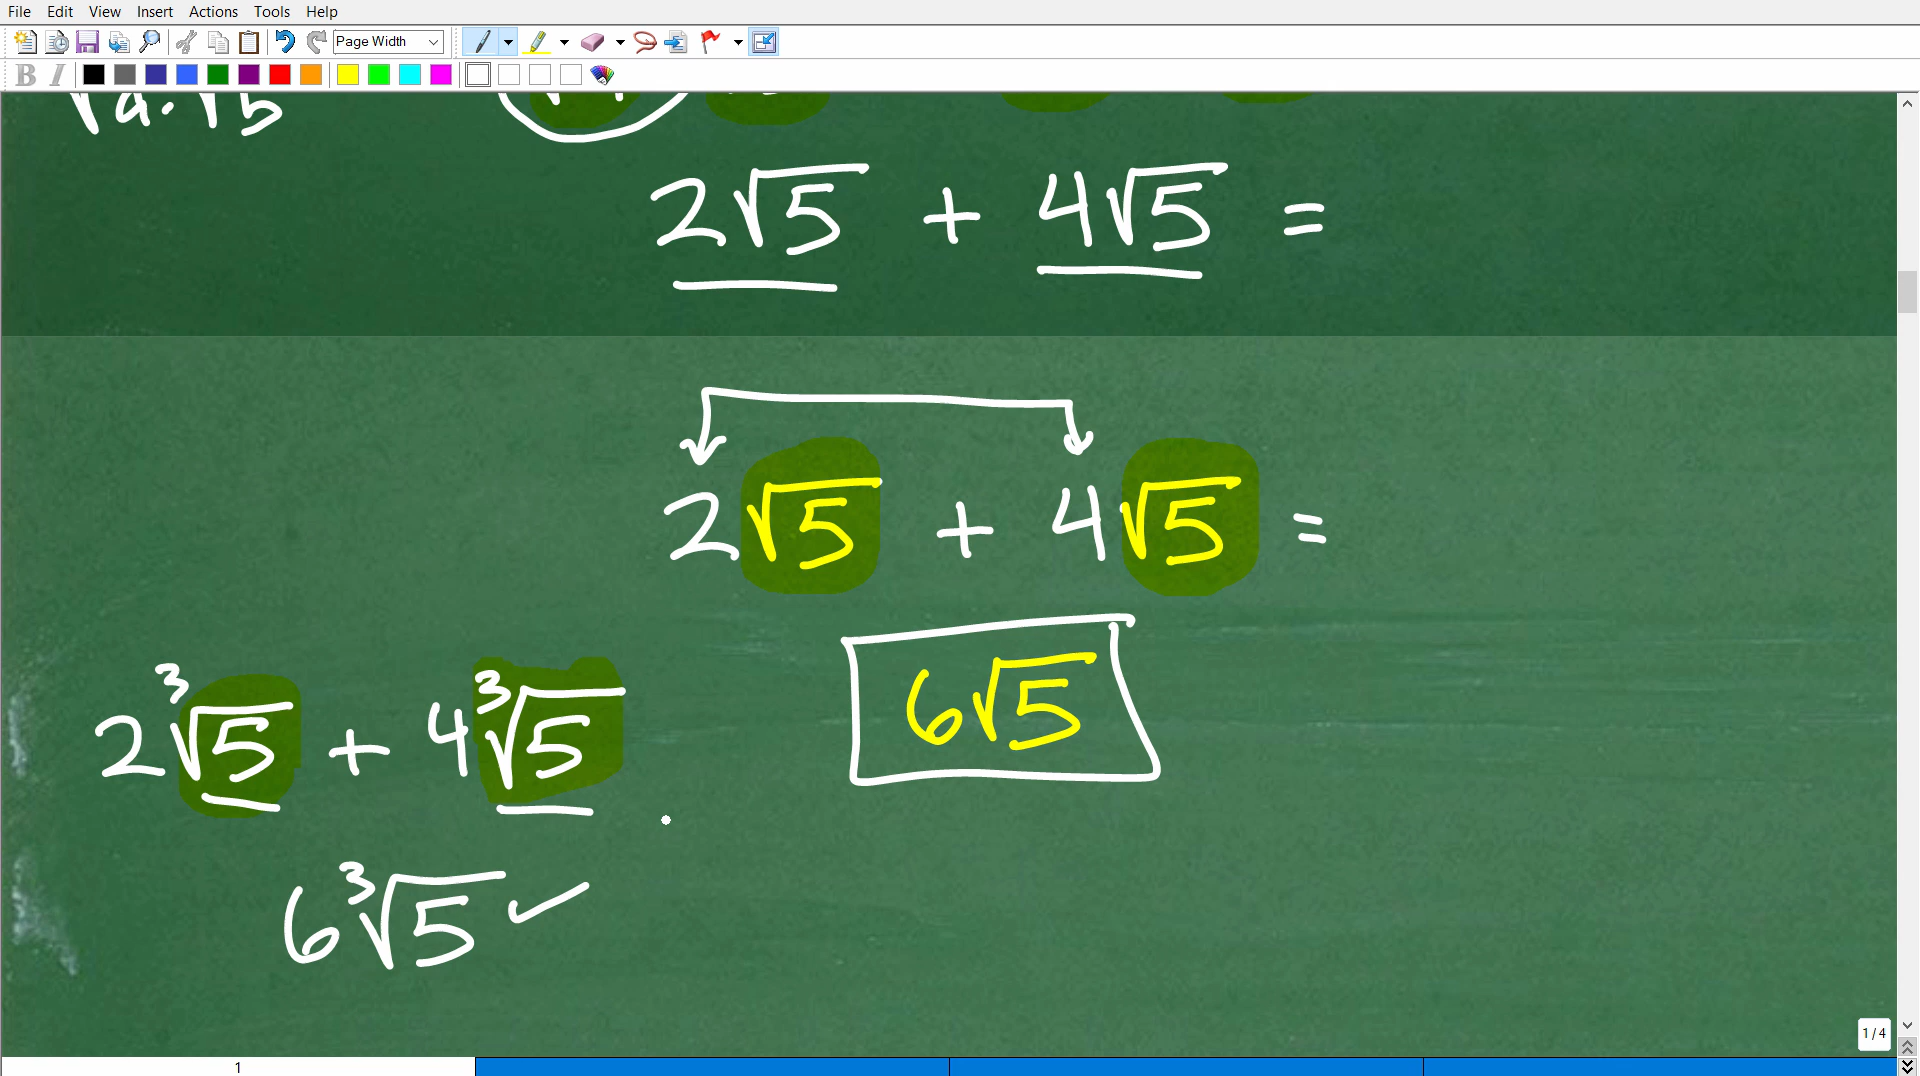 File Edit View Insert Actions Tools Help
Page Width
B I
√a·√b
2√5 + 4√5 =
2√5 + 4√5 =
6√5
2∛5 + 4∛5
6∛5 ✓
1 / 4
1